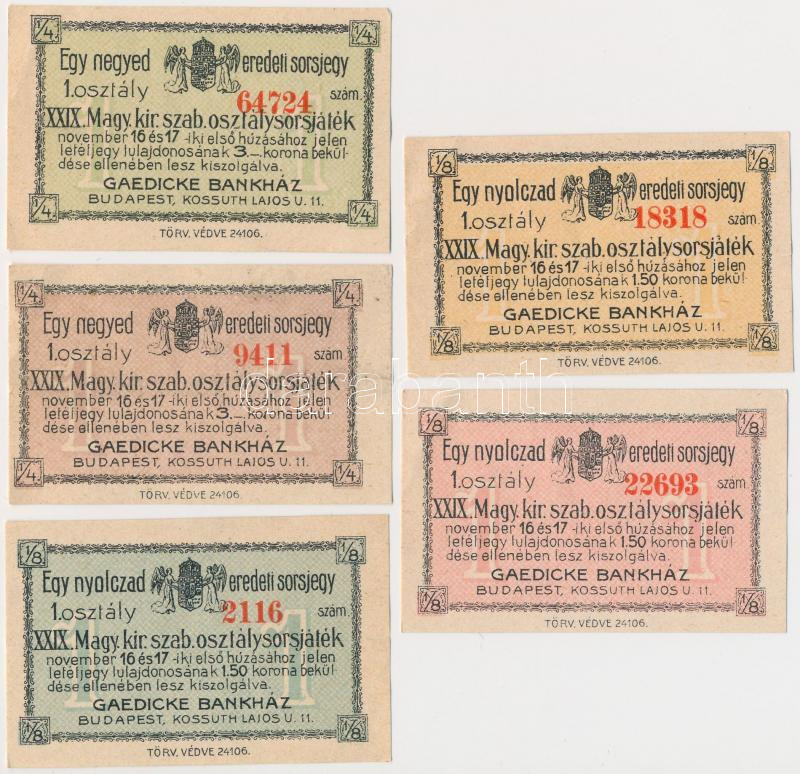 1/4 1/4
Egy negyed eredeti sorsjegy
1.osztály 64724 szám.
XXIX. Magy. kir. szab. osztálysorsjáték
november 16 és 17 -iki első húzásához jelen
letétjegy tulajdonosának 3.— korona bekül-
dése ellenében lesz kiszolgálva.
GAEDICKE BANKHÁZ
BUDAPEST, KOSSUTH LAJOS U. 11.
1/4 1/4
TÖRV. VÉDVE 24106.
1/4 1/4
Egy negyed eredeti sorsjegy
1.osztály 9411 szám.
XXIX. Magy. kir. szab. osztálysorsjáték
november 16 és 17 -iki első húzásához jelen
letétjegy tulajdonosának 3.— korona bekül-
dése ellenében lesz kiszolgálva.
GAEDICKE BANKHÁZ
BUDAPEST, KOSSUTH LAJOS U. 11.
1/4 1/4
TÖRV. VÉDVE 24106.
1/8 1/8
Egy nyolczad eredeti sorsjegy
1.osztály 2116 szám.
XXIX. Magy. kir. szab. osztálysorsjáték
november 16 és 17 -iki első húzásához jelen
letétjegy tulajdonosának 1.50 korona bekül-
dése ellenében lesz kiszolgálva.
GAEDICKE BANKHÁZ
BUDAPEST, KOSSUTH LAJOS U. 11.
1/8 1/8
TÖRV. VÉDVE 24106.
1/8 1/8
Egy nyolczad eredeti sorsjegy
1.osztály 18318 szám.
XXIX. Magy. kir. szab. osztálysorsjáték
november 16 és 17 -iki első húzásához jelen
letétjegy tulajdonosának 1.50 korona bekül-
dése ellenében lesz kiszolgálva.
GAEDICKE BANKHÁZ
BUDAPEST, KOSSUTH LAJOS U. 11.
1/8 1/8
TÖRV. VÉDVE 24106.
1/8 1/8
Egy nyolczad eredeti sorsjegy
1.osztály 22693 szám.
XXIX. Magy. kir. szab. osztálysorsjáték
november 16 és 17 -iki első húzásához jelen
letétjegy tulajdonosának 1.50 korona bekül-
dése ellenében lesz kiszolgálva.
GAEDICKE BANKHÁZ
BUDAPEST, KOSSUTH LAJOS U. 11.
1/8 1/8
TÖRV. VÉDVE 24106.
darabanth